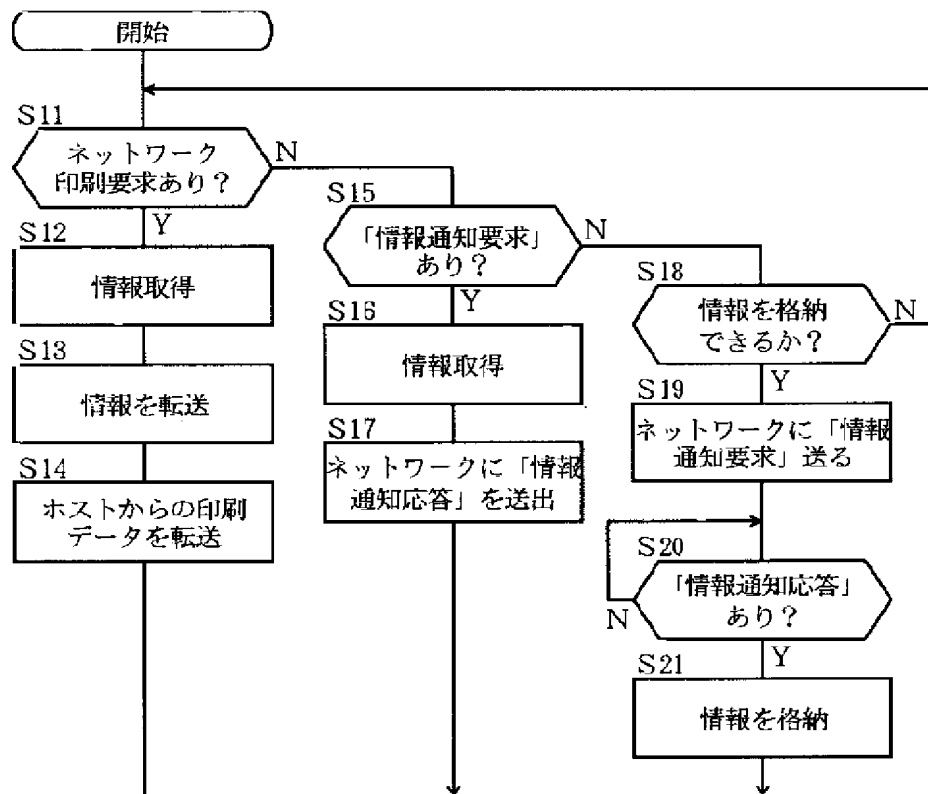 開始
S11
ネットワーク
印刷要求あり？
N
Y
S12
情報取得
S13
情報を転送
S14
ホストからの印刷
データを転送
S15
「情報通知要求」
あり？
N
Y
S16
情報取得
S17
ネットワークに「情報
通知応答」を送出
S18
情報を格納
できるか？
N
Y
S19
ネットワークに「情報
通知要求」送る
S20
「情報通知応答」
あり？
N
Y
S21
情報を格納